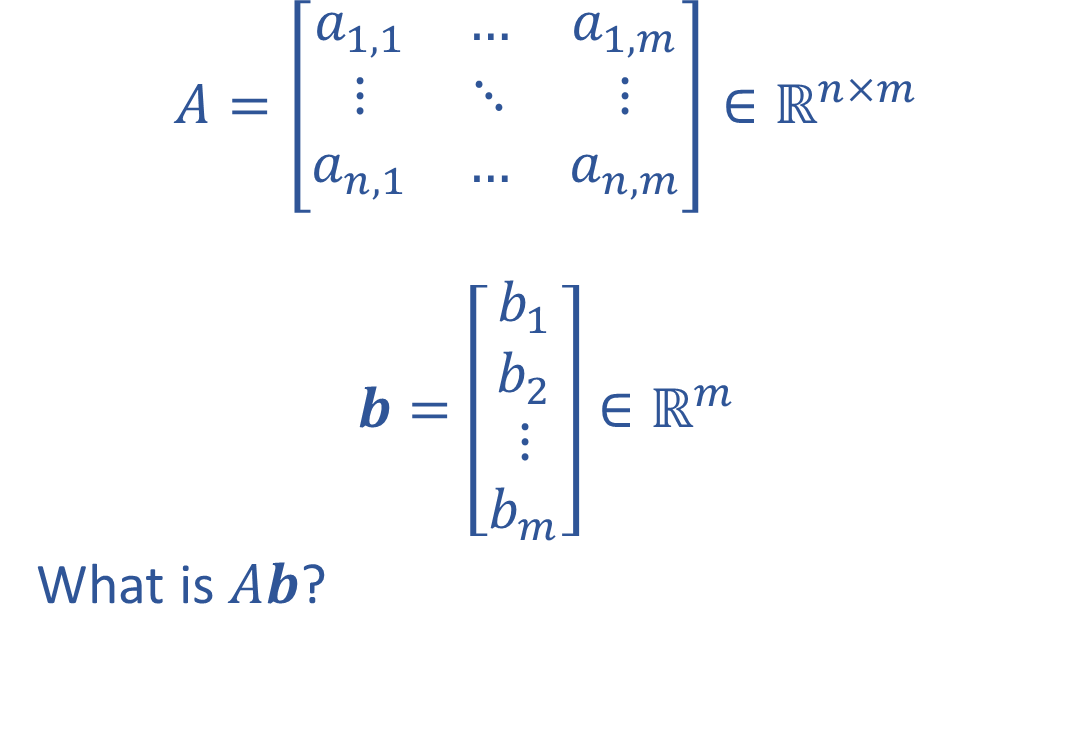 A = [ a_{1,1} … a_{1,m}
⋮ ⋱ ⋮
a_{n,1} … a_{n,m} ] ∈ ℝ^{n×m}
b = [ b_1
b_2
⋮
b_m ] ∈ ℝ^m
What is Ab?